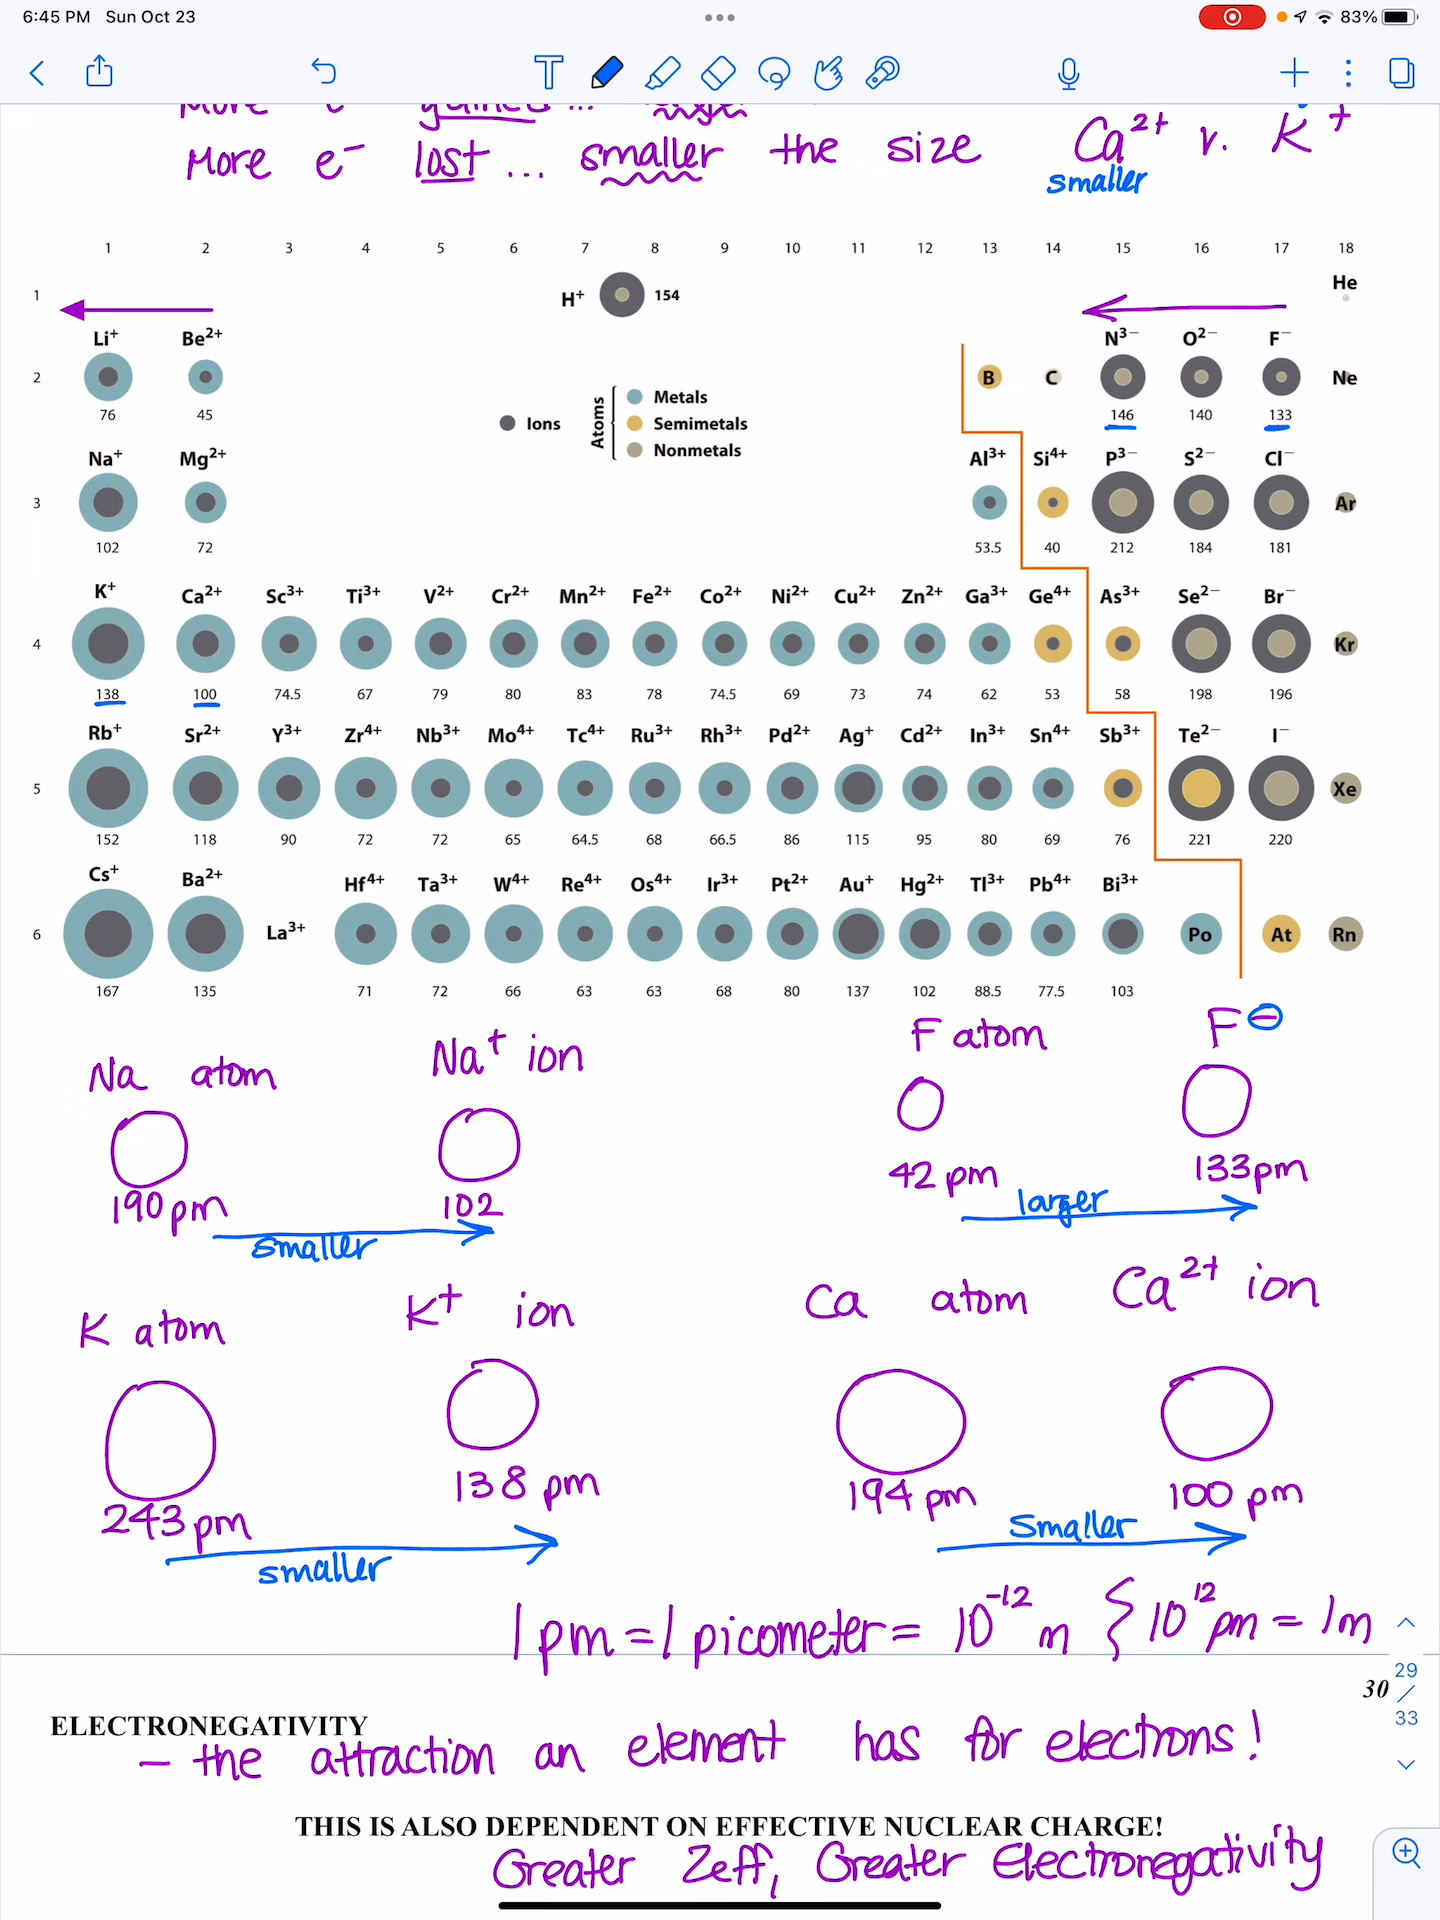 6:45 PM Sun Oct 23
83%
More e⁻ gained...
More e⁻ lost ... smaller the size Ca²⁺ v. K⁺
smaller
1 2 3 4 5 6 7 8 9 10 11 12 13 14 15 16 17 18
1 H⁺ 154 He
Li⁺ Be²⁺ N³⁻ O²⁻ F⁻
2 B C Ne
76 45 146 140 133
Ions
Atoms
Metals
Semimetals
Nonmetals
Na⁺ Mg²⁺ Al³⁺ Si⁴⁺ P³⁻ S²⁻ Cl⁻
3 Ar
102 72 53.5 40 212 184 181
K⁺ Ca²⁺ Sc³⁺ Ti³⁺ V²⁺ Cr²⁺ Mn²⁺ Fe²⁺ Co²⁺ Ni²⁺ Cu²⁺ Zn²⁺ Ga³⁺ Ge⁴⁺ As³⁺ Se²⁻ Br⁻
4 Kr
138 100 74.5 67 79 80 83 78 74.5 69 73 74 62 53 58 198 196
Rb⁺ Sr²⁺ Y³⁺ Zr⁴⁺ Nb³⁺ Mo⁴⁺ Tc⁴⁺ Ru³⁺ Rh³⁺ Pd²⁺ Ag⁺ Cd²⁺ In³⁺ Sn⁴⁺ Sb³⁺ Te²⁻ I⁻
5 Xe
152 118 90 72 72 65 64.5 68 66.5 86 115 95 80 69 76 221 220
Cs⁺ Ba²⁺ Hf⁴⁺ Ta³⁺ W⁴⁺ Re⁴⁺ Os⁴⁺ Ir³⁺ Pt²⁺ Au⁺ Hg²⁺ Tl³⁺ Pb⁴⁺ Bi³⁺
6 La³⁺ Po At Rn
167 135 71 72 66 63 63 68 80 137 102 88.5 77.5 103
Na atom Na⁺ ion F atom F⊖
190 pm 102 42 pm 133 pm
smaller larger
K atom K⁺ ion Ca atom Ca²⁺ ion
243 pm 138 pm 194 pm 100 pm
smaller Smaller
1 pm = 1 picometer = 10⁻¹² m { 10¹² pm = 1m
29
/
33
30
ELECTRONEGATIVITY
– the attraction an element has for electrons!
THIS IS ALSO DEPENDENT ON EFFECTIVE NUCLEAR CHARGE!
Greater Zeff, Greater Electronegativity